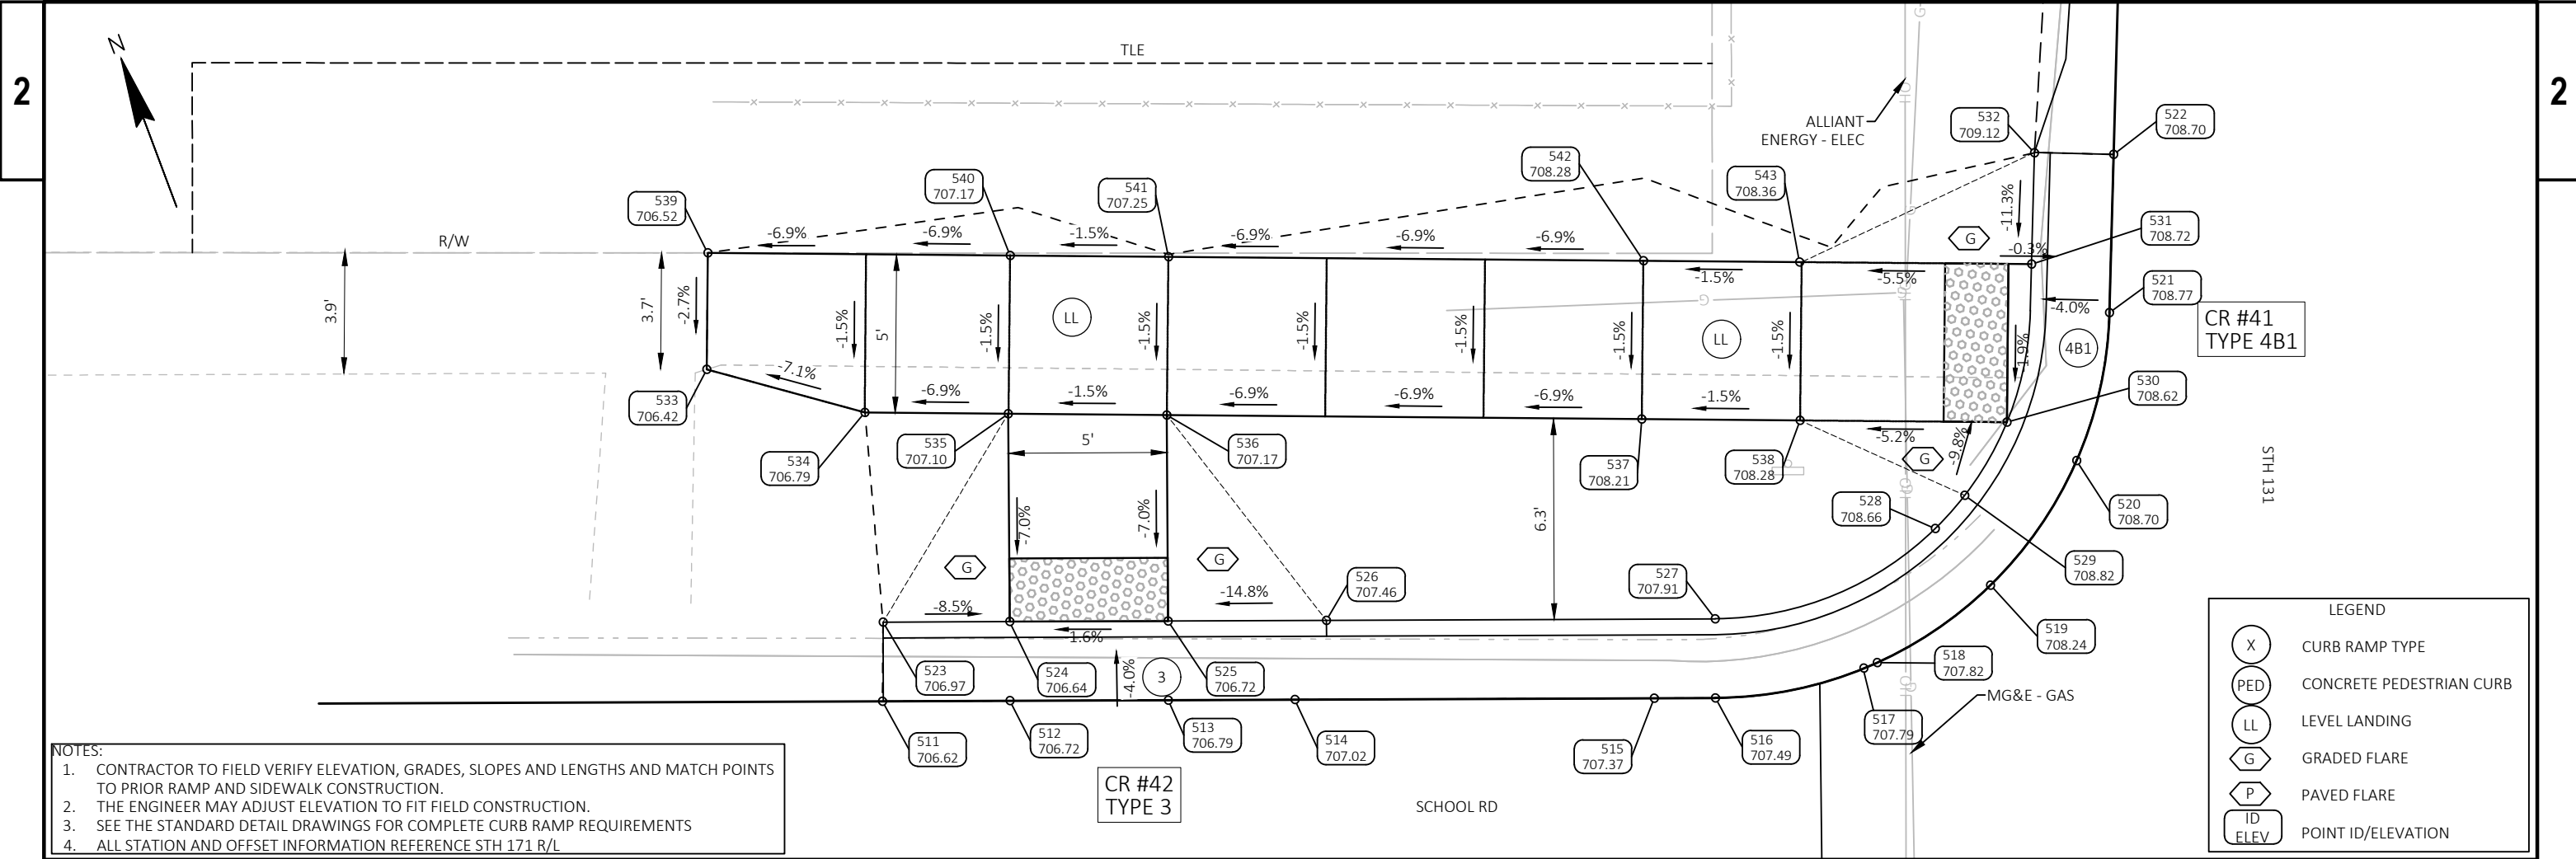 2
2
N
TLE
ALLIANT
ENERGY - ELEC
G
OH
532
709.12
522
708.70
542
708.28
543
708.36
540
707.17
541
707.25
539
706.52
R/W
-6.9%
-6.9%
-1.5%
-6.9%
-6.9%
-6.9%
-1.5%
-5.5%
-11.3%
G
-0.3%
531
708.72
521
708.77
3.9'
3.7'
-2.7%
-1.5%
5'
-1.5%
LL
-1.5%
-1.5%
-1.5%
-1.5%
LL
-1.5%
G
G
-4.0%
-1.9%
4B1
CR #41
TYPE 4B1
-7.1%
-6.9%
-1.5%
-6.9%
-6.9%
-6.9%
-1.5%
-5.2%
530
708.62
533
706.42
534
706.79
535
707.10
5'
536
707.17
537
708.21
538
708.28
G
-9.8%
528
708.66
520
708.70
STH 131
-7.0%
-7.0%
6.3'
G
G
-8.5%
-14.8%
526
707.46
527
707.91
529
708.82
519
708.24
518
707.82
517
707.79
MG&E - GAS
-1.6%
-4.0%
3
523
706.97
524
706.64
525
706.72
511
706.62
512
706.72
513
706.79
514
707.02
515
707.37
516
707.49
CR #42
TYPE 3
SCHOOL RD
NOTES:
1. CONTRACTOR TO FIELD VERIFY ELEVATION, GRADES, SLOPES AND LENGTHS AND MATCH POINTS
TO PRIOR RAMP AND SIDEWALK CONSTRUCTION.
2. THE ENGINEER MAY ADJUST ELEVATION TO FIT FIELD CONSTRUCTION.
3. SEE THE STANDARD DETAIL DRAWINGS FOR COMPLETE CURB RAMP REQUIREMENTS
4. ALL STATION AND OFFSET INFORMATION REFERENCE STH 171 R/L
LEGEND
X CURB RAMP TYPE
PED CONCRETE PEDESTRIAN CURB
LL LEVEL LANDING
G GRADED FLARE
P PAVED FLARE
ID
ELEV POINT ID/ELEVATION